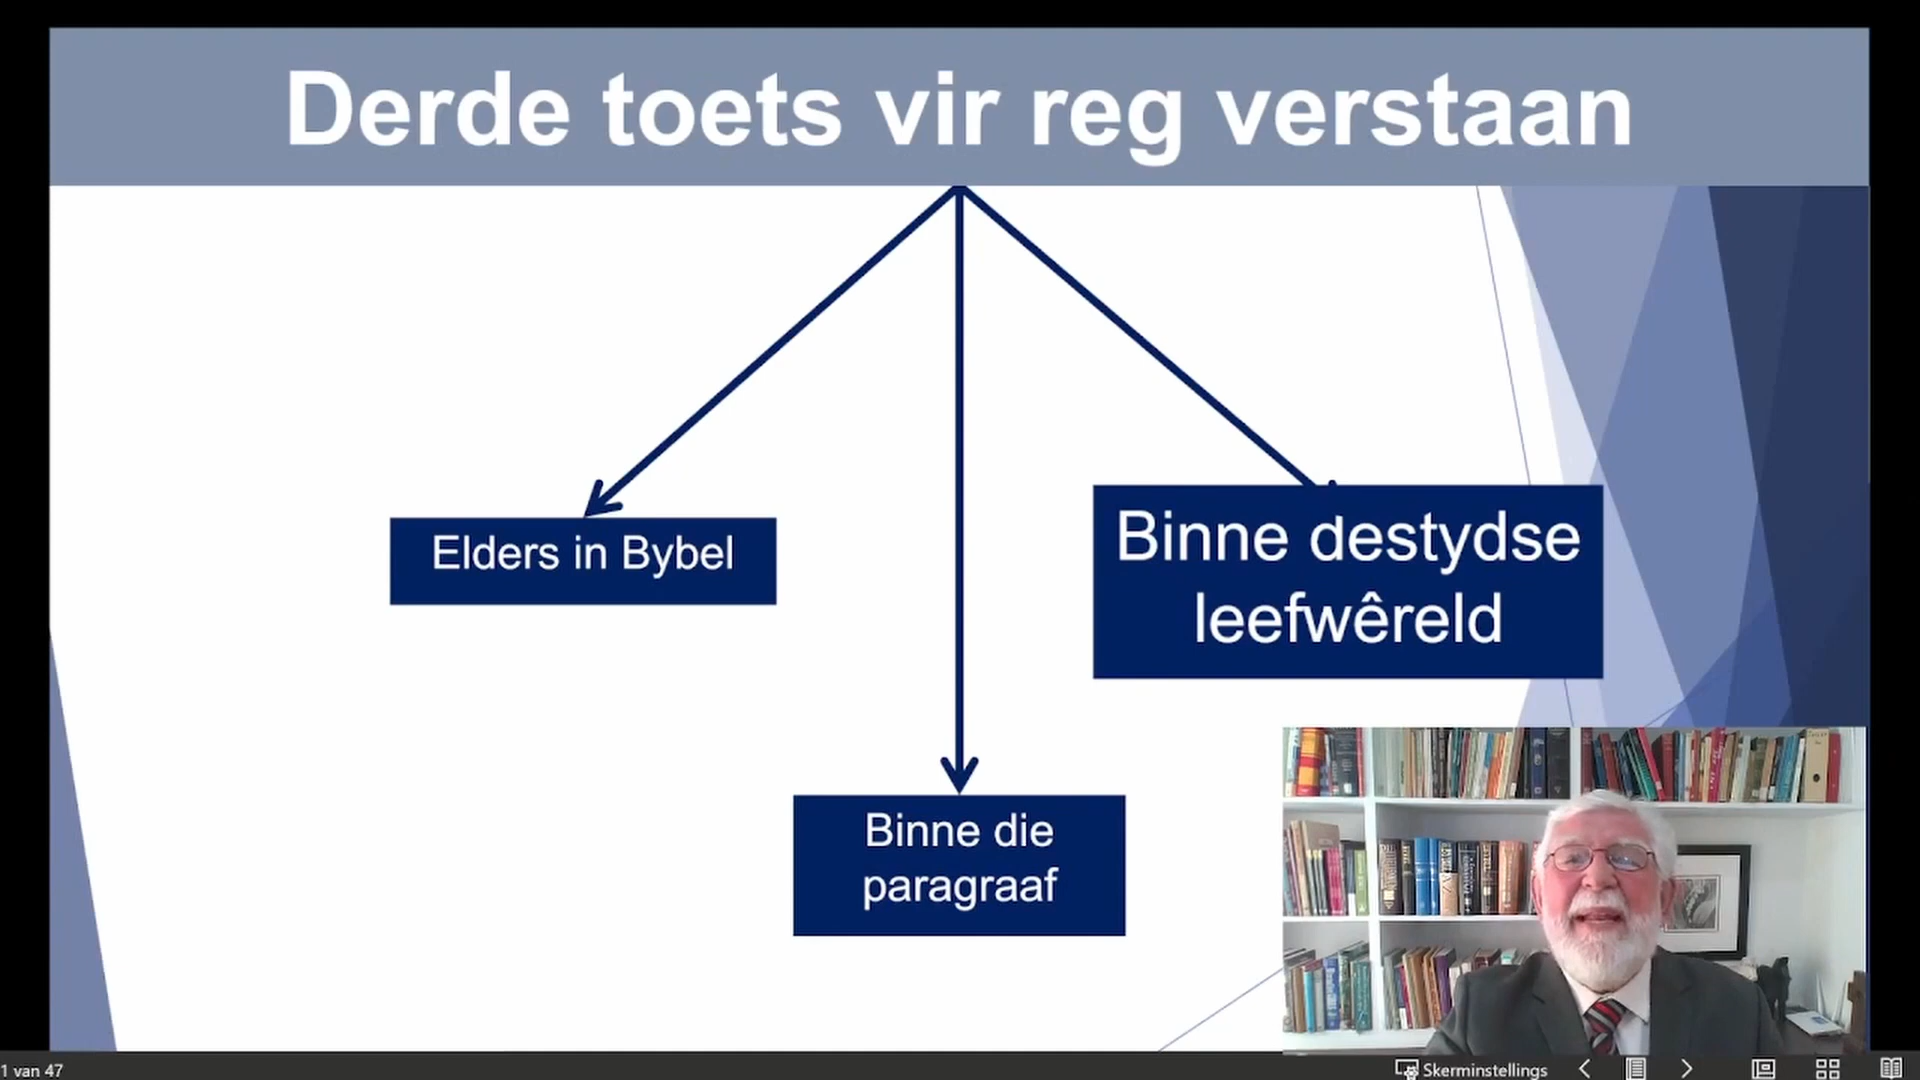 Derde toets vir reg verstaan
Elders in Bybel
Binne destydse
leefwêreld
Binne die
paragraaf
1 van 47
Skerminstellings